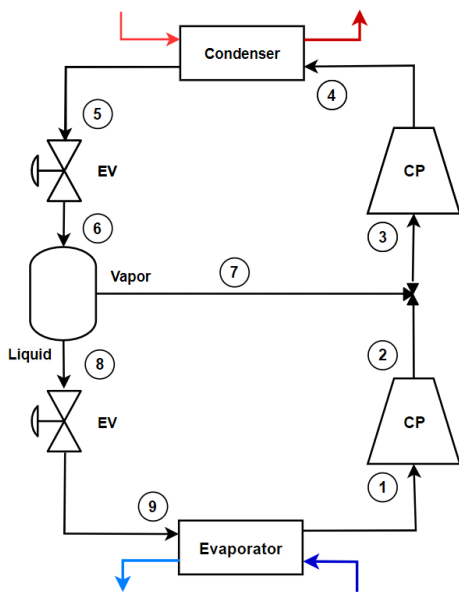 Condenser
4
5
EV
CP
6
3
Vapor
7
Liquid
8
2
EV
CP
1
9
Evaporator